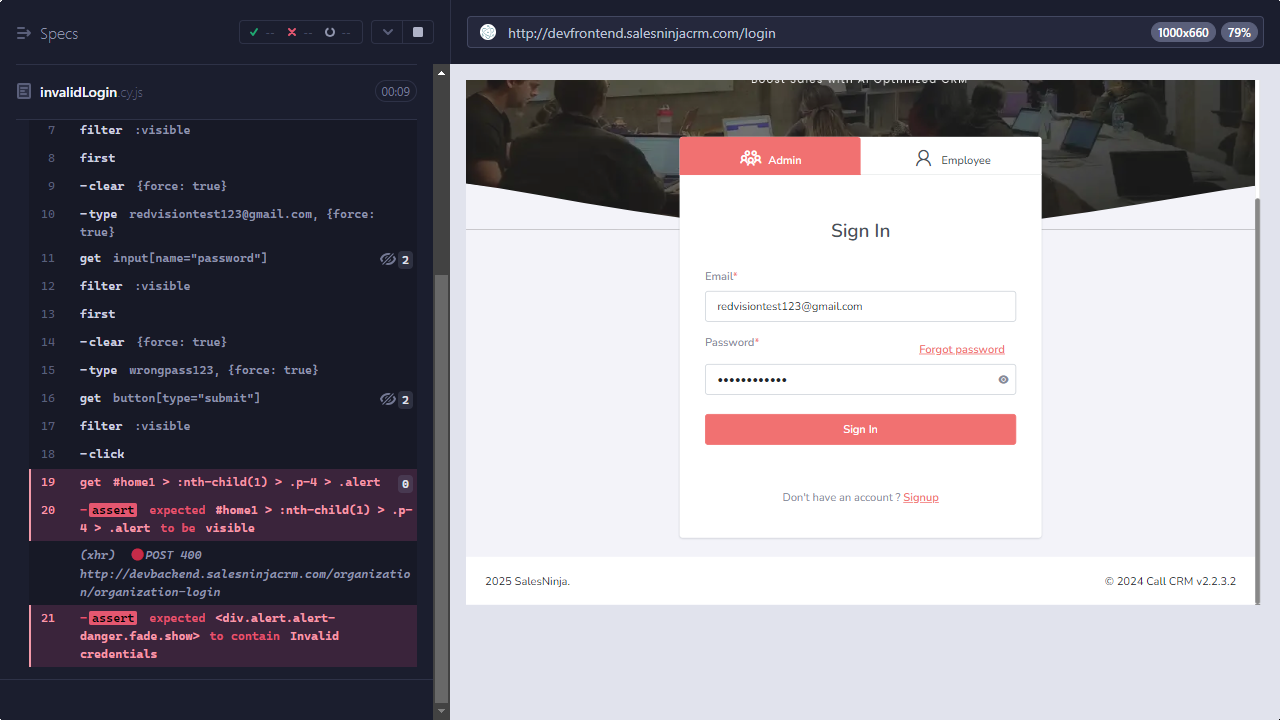 Specs
-- -- --
invalidLogin.cy.js
00:09
7 filter :visible
8 first
9 -clear {force: true}
10 -type redvisiontest123@gmail.com, {force:
true}
11 get input[name="password"] 2
12 filter :visible
13 first
14 -clear {force: true}
15 -type wrongpass123, {force: true}
16 get button[type="submit"] 2
17 filter :visible
18 -click
19 get #home1 > :nth-child(1) > .p-4 > .alert 0
20 -assert expected #home1 > :nth-child(1) > .p-
4 > .alert to be visible
(xhr) POST 400
http://devbackend.salesninjacrm.com/organizatio
n/organization-login
21 -assert expected <div.alert.alert-
danger.fade.show> to contain Invalid
credentials
http://devfrontend.salesninjacrm.com/login
1000x660 79%
Boost Sales with AI Optimized CRM
Admin
Employee
Sign In
Email*
redvisiontest123@gmail.com
Password*
Forgot password
••••••••••••
Sign In
Don't have an account ? Signup
2025 SalesNinja.
© 2024 Call CRM v2.2.3.2